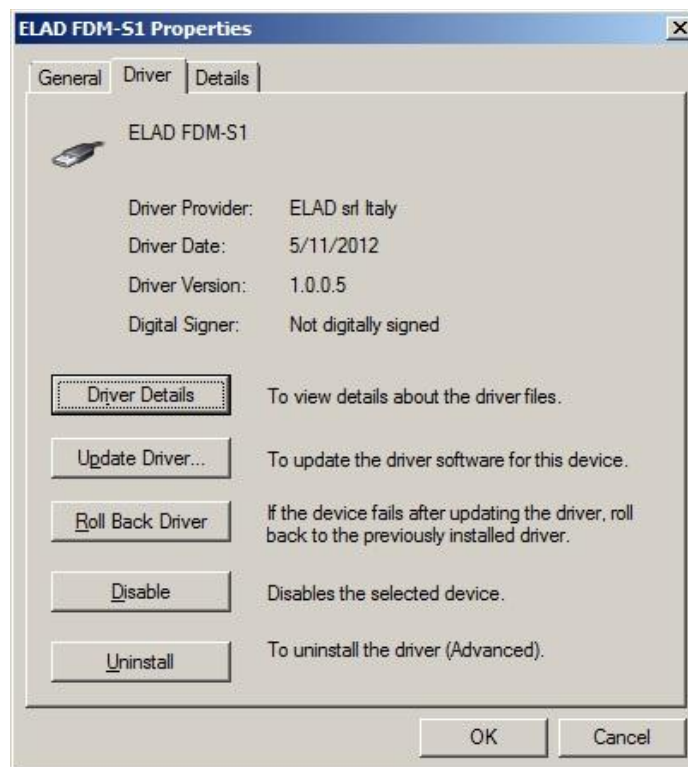 ELAD FDM-S1 Properties
General Driver Details
ELAD FDM-S1
Driver Provider: ELAD srl Italy
Driver Date: 5/11/2012
Driver Version: 1.0.0.5
Digital Signer: Not digitally signed
Driver Details To view details about the driver files.
Update Driver... To update the driver software for this device.
Roll Back Driver If the device fails after updating the driver, roll
back to the previously installed driver.
Disable Disables the selected device.
Uninstall To uninstall the driver (Advanced).
OK Cancel